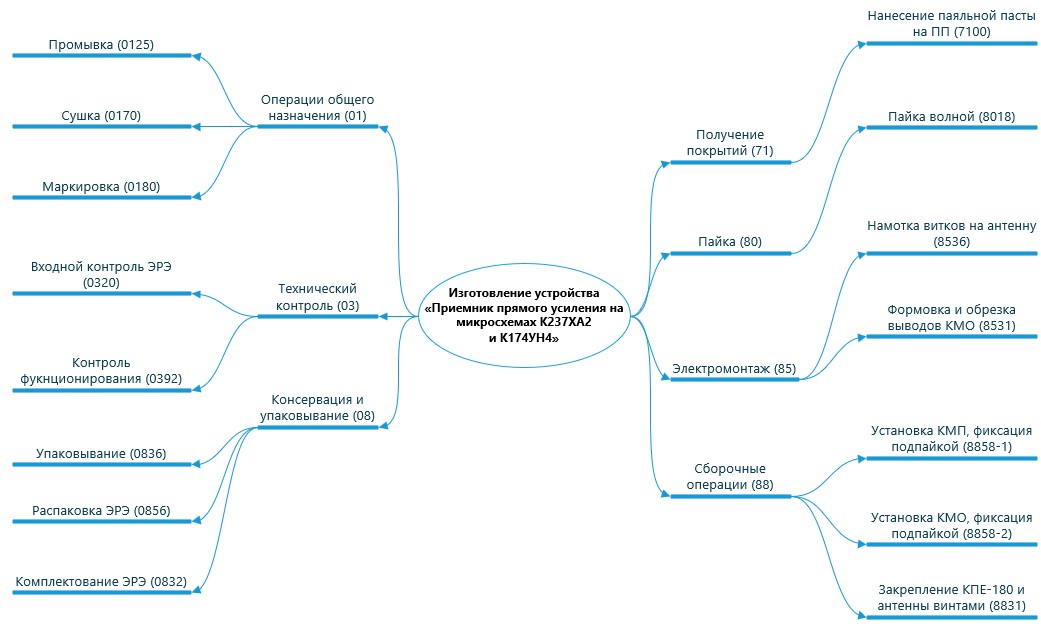 Промывка (0125)
Сушка (0170)
Маркировка (0180)
Операции общего
назначения (01)
Входной контроль ЭРЭ
(0320)
Контроль
фукнционирования (0392)
Технический
контроль (03)
Упаковывание (0836)
Распаковка ЭРЭ (0856)
Комплектование ЭРЭ (0832)
Консервация и
упаковывание (08)
Изготовление устройства
«Приемник прямого усиления на
микросхемах К237ХА2
и К174УН4»
Получение
покрытий (71)
Нанесение паяльной пасты
на ПП (7100)
Пайка (80)
Пайка волной (8018)
Электромонтаж (85)
Намотка витков на антенну
(8536)
Формовка и обрезка
выводов КМО (8531)
Сборочные
операции (88)
Установка КМП, фиксация
подпайкой (8858-1)
Установка КМО, фиксация
подпайкой (8858-2)
Закрепление КПЕ-180 и
антенны винтами (8831)